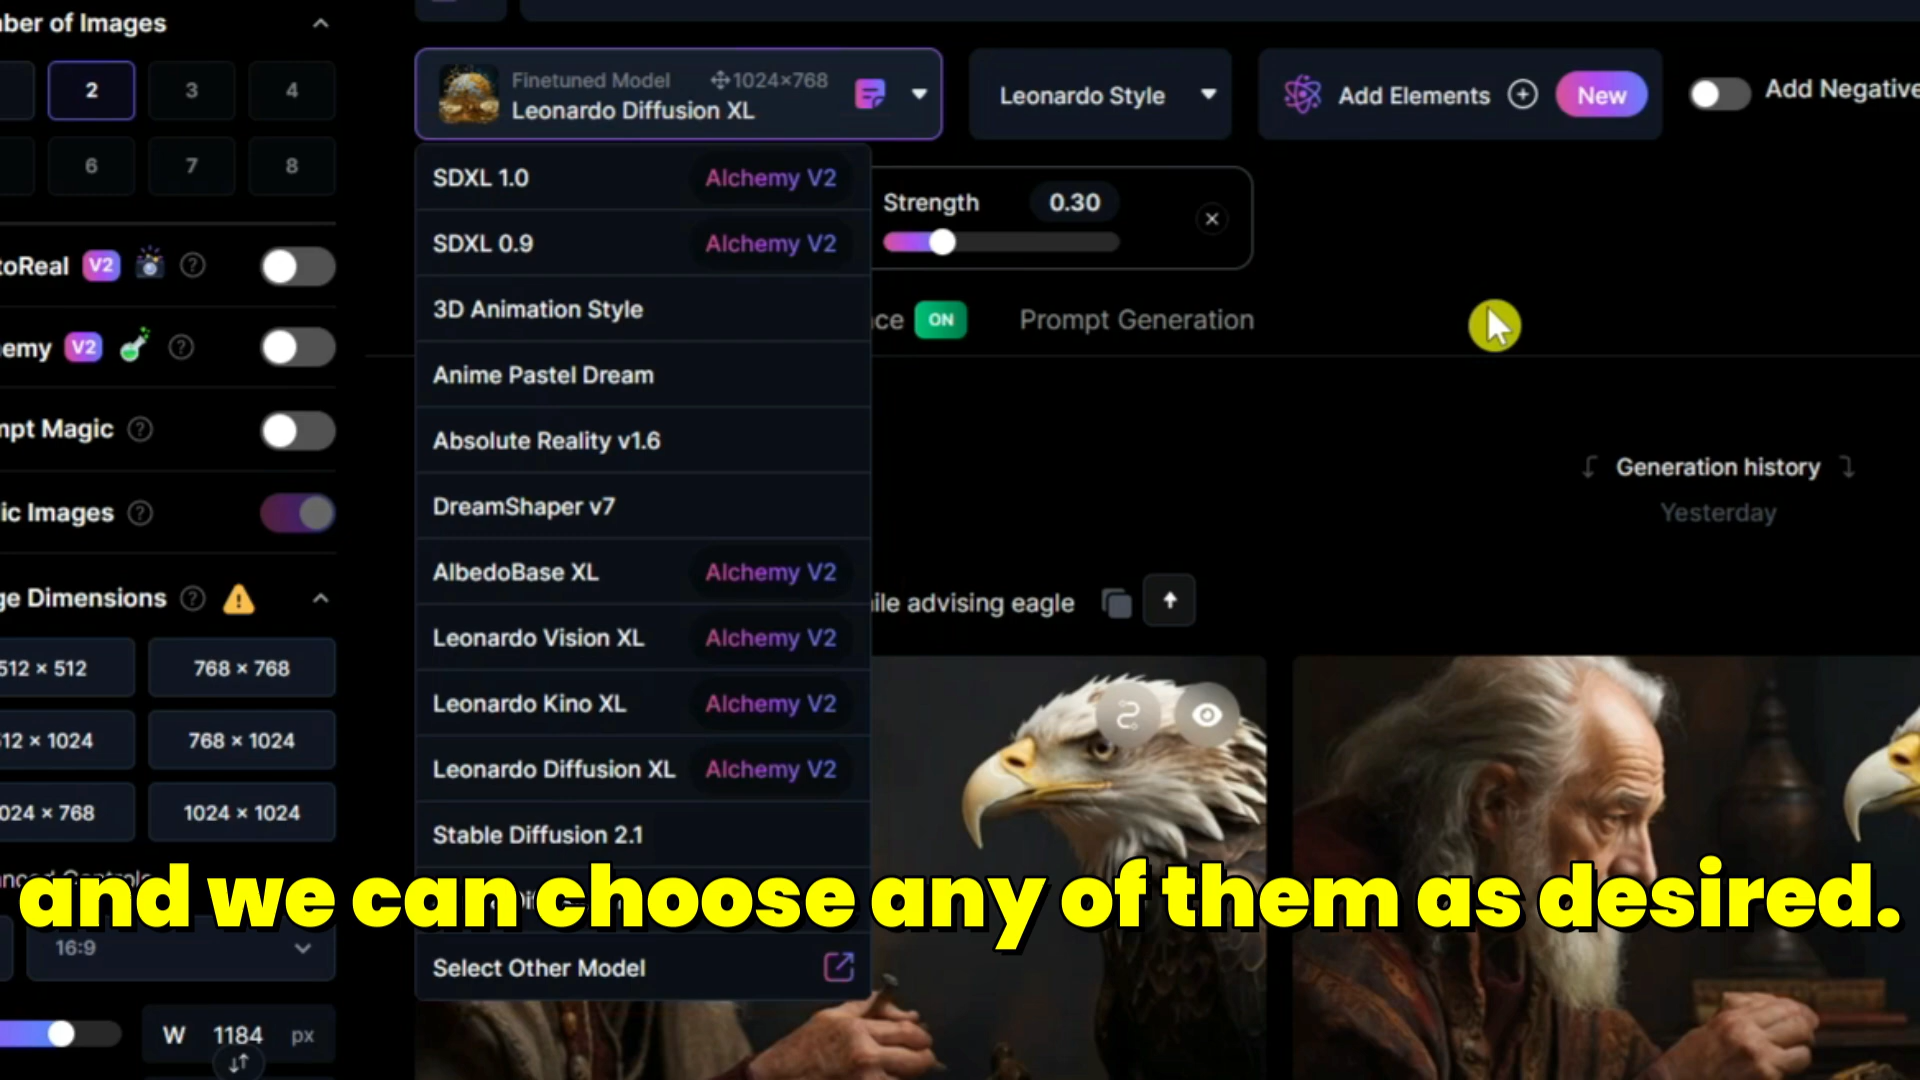 ber of Images
2
3
4
6
7
8
toReal V2
emy V2
mpt Magic
ic Images
ge Dimensions
512 × 512
768 × 768
12 × 1024
768 × 1024
024 × 768
1024 × 1024
16:9
W 1184 px
Finetuned Model 1024×768
Leonardo Diffusion XL
Leonardo Style
Add Elements
New
Add Negative
SDXL 1.0 Alchemy V2
SDXL 0.9 Alchemy V2
3D Animation Style
Anime Pastel Dream
Absolute Reality v1.6
DreamShaper v7
AlbedoBase XL Alchemy V2
Leonardo Vision XL Alchemy V2
Leonardo Kino XL Alchemy V2
Leonardo Diffusion XL Alchemy V2
Stable Diffusion 2.1
Select Other Model
Strength 0.30
ce ON
Prompt Generation
Generation history
Yesterday
ile advising eagle
and we can choose any of them as desired.